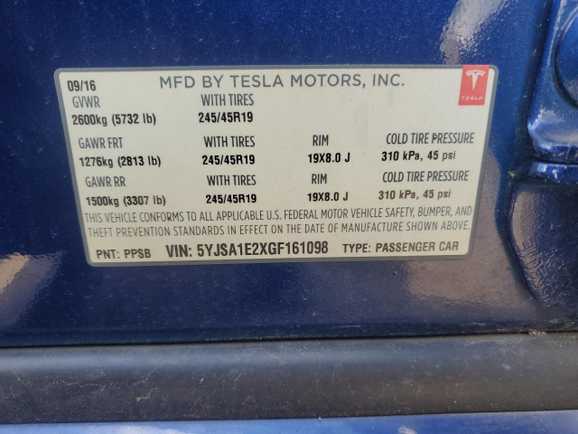 09/16 MFD BY TESLA MOTORS, INC.
TESLA
GVWR WITH TIRES
2600kg (5732 lb) 245/45R19
GAWR FRT WITH TIRES RIM COLD TIRE PRESSURE
1276kg (2813 lb) 245/45R19 19X8.0 J 310 kPa, 45 psi
GAWR RR WITH TIRES RIM COLD TIRE PRESSURE
1500kg (3307 lb) 245/45R19 19X8.0 J 310 kPa, 45 psi
THIS VEHICLE CONFORMS TO ALL APPLICABLE U.S. FEDERAL MOTOR VEHICLE SAFETY, BUMPER, AND
THEFT PREVENTION STANDARDS IN EFFECT ON THE DATE OF MANUFACTURE SHOWN ABOVE.
PNT: PPSB VIN: 5YJSA1E2XGF161098 TYPE: PASSENGER CAR